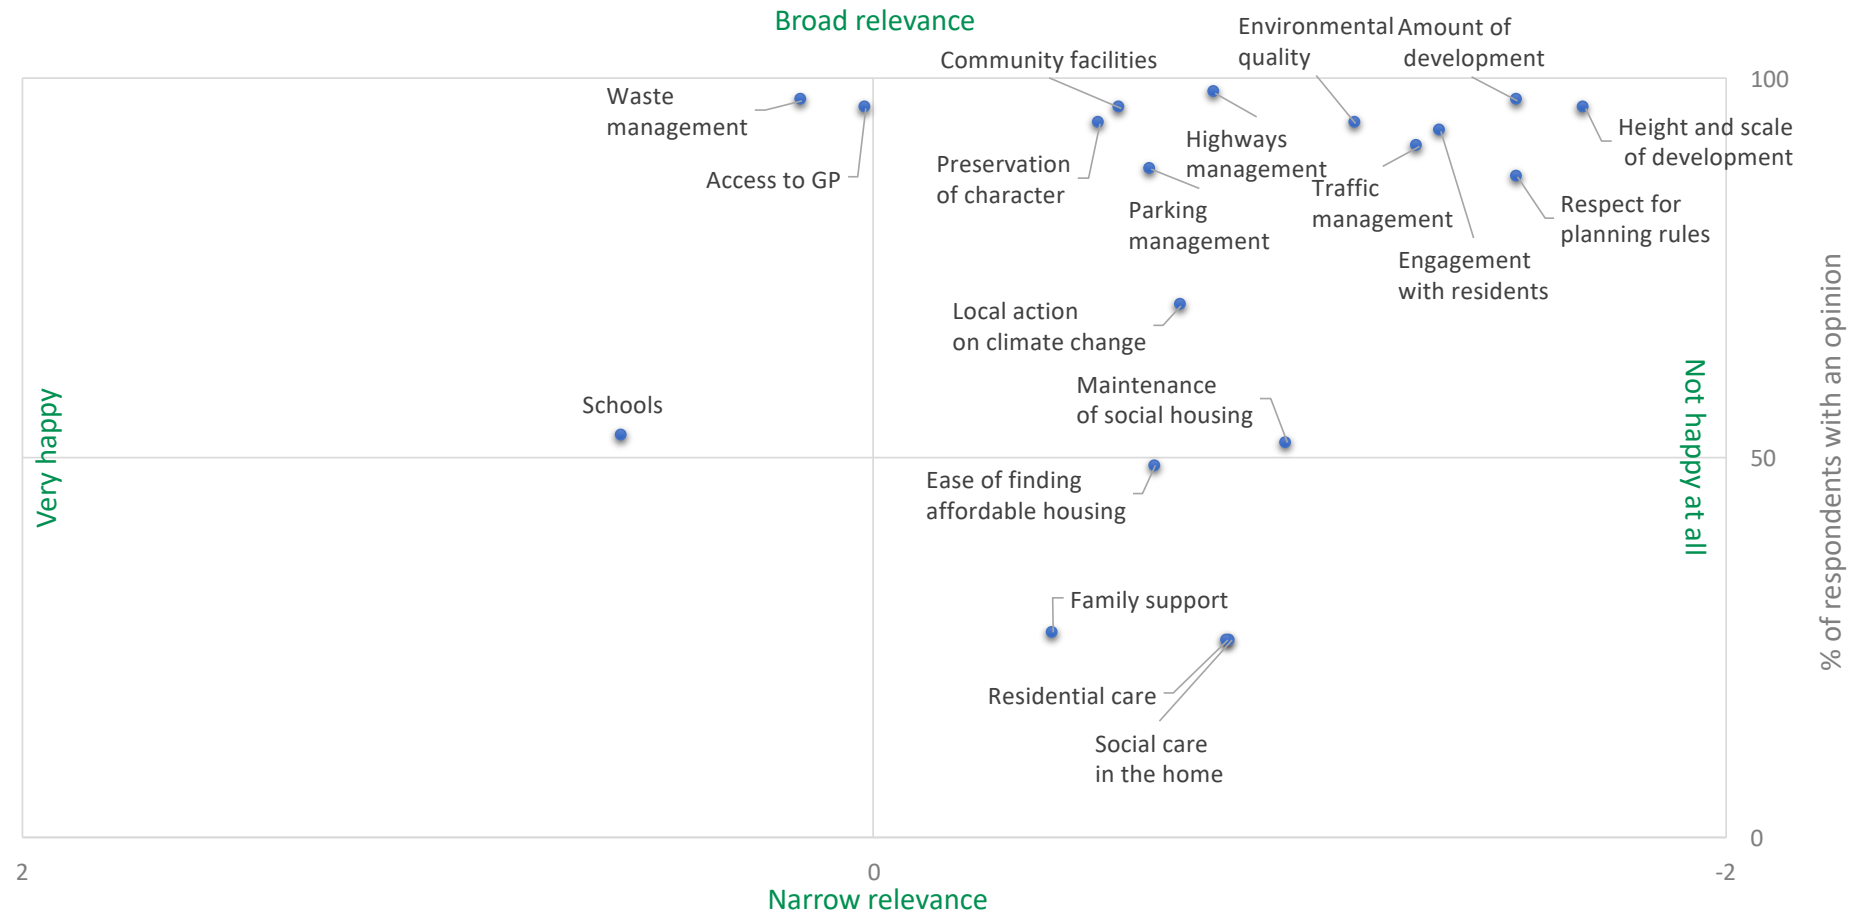 Broad relevance
Environmental
quality
Amount of
development
Community facilities
100
Waste
management
Height and scale
of development
Highways
management
Preservation
of character
Access to GP
Traffic
management
Parking
management
Respect for
planning rules
Engagement
with residents
Local action
on climate change
Maintenance
of social housing
Schools
Very happy
Not happy at all
% of respondents with an opinion
50
Ease of finding
affordable housing
Family support
Residential care
Social care
in the home
0
2
0
-2
Narrow relevance